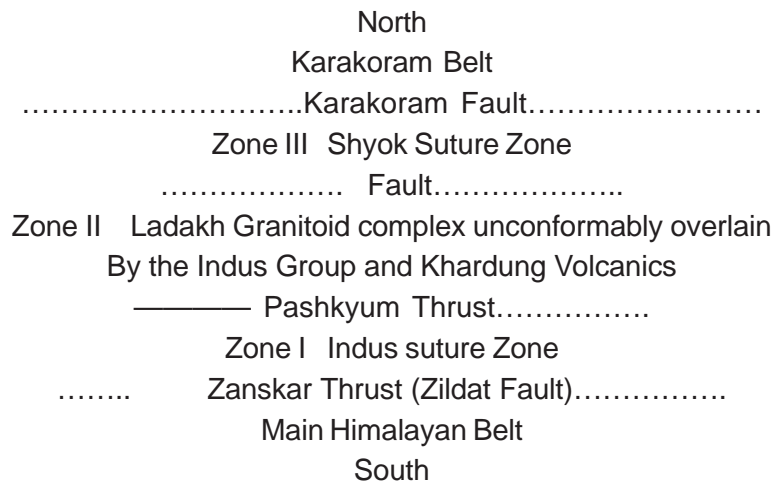 North
Karakoram Belt
………………………..Karakoram Fault……………………
Zone III Shyok Suture Zone
………………. Fault………………..
Zone II Ladakh Granitoid complex unconformably overlain
By the Indus Group and Khardung Volcanics
———— Pashkyum Thrust…………….
Zone I Indus suture Zone
…….. Zanskar Thrust (Zildat Fault)…………….
Main Himalayan Belt
South